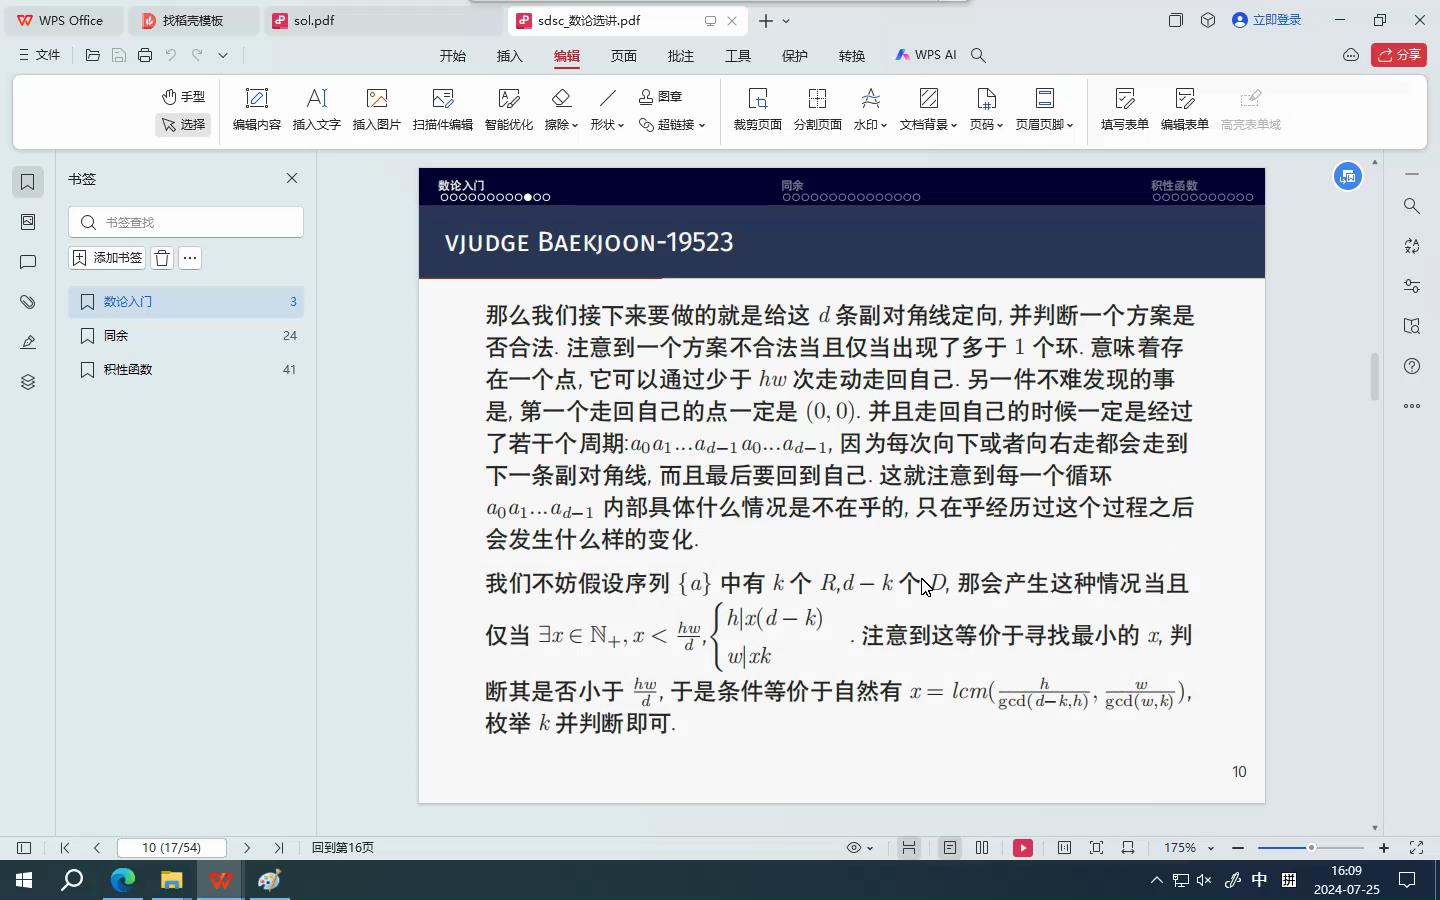 WPS Office
找稻壳模板
sol.pdf
sdsc_数论选讲.pdf
立即登录
文件
开始
插入
编辑
页面
批注
工具
保护
转换
WPS AI
分享
手型
选择
编辑内容
插入文字
插入图片
扫描件编辑
智能优化
擦除
形状
图章
超链接
裁剪页面
分割页面
水印
文档背景
页码
页眉页脚
填写表单
编辑表单
高亮表单域
书签
书签查找
添加书签
数论入门 3
同余 24
积性函数 41
数论入门 同余 积性函数
VJUDGE BAEKJOON-19523
那么我们接下来要做的就是给这 d 条副对角线定向, 并判断一个方案是
否合法. 注意到一个方案不合法当且仅当出现了多于 1 个环. 意味着存
在一个点, 它可以通过少于 hw 次走动走回自己. 另一件不难发现的事
是, 第一个走回自己的点一定是 (0, 0). 并且走回自己的时候一定是经过
了若干个周期:a₀a₁...a_{d−1}a₀...a_{d−1}, 因为每次向下或者向右走都会走到
下一条副对角线, 而且最后要回到自己. 这就注意到每一个循环
a₀a₁...a_{d−1} 内部具体什么情况是不在乎的, 只在乎经历过这个过程之后
会发生什么样的变化.
我们不妨假设序列 {a} 中有 k 个 R,d − k 个 D, 那会产生这种情况当且
仅当 ∃x ∈ ℕ₊, x < hw/d, { h|x(d − k) w|xk . 注意到这等价于寻找最小的 x, 判
断其是否小于 hw/d, 于是条件等价于自然有 x = lcm(h/gcd(d−k,h), w/gcd(w,k)),
枚举 k 并判断即可.
10
10 (17/54)
回到第16页
175%
中
拼
16:09
2024-07-25